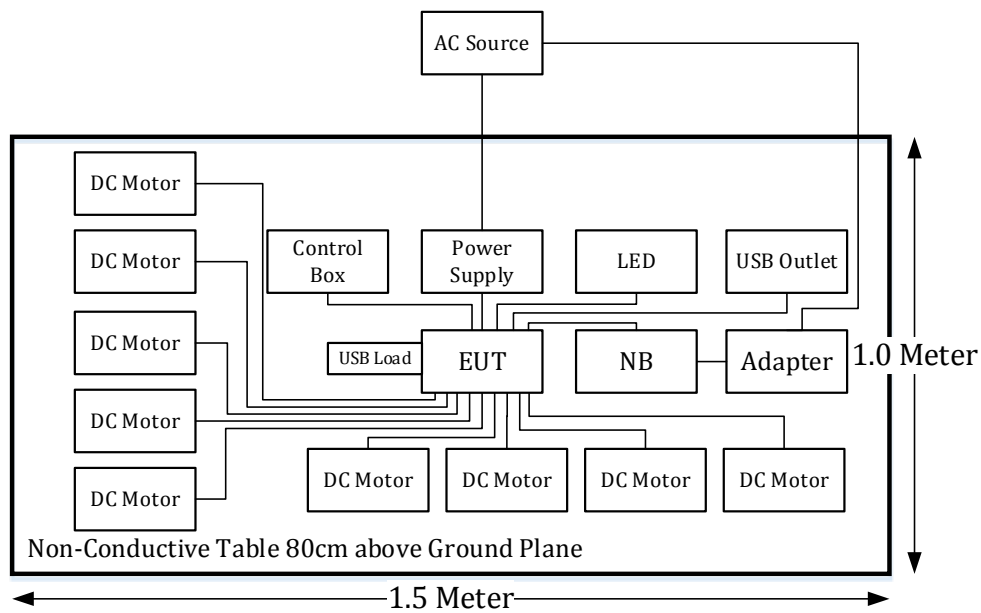 AC Source
DC Motor
DC Motor
DC Motor
DC Motor
DC Motor
Control
Box
Power
Supply
LED
USB Outlet
USB Load
EUT
NB
Adapter
1.0 Meter
DC Motor
DC Motor
DC Motor
DC Motor
Non-Conductive Table 80cm above Ground Plane
1.5 Meter